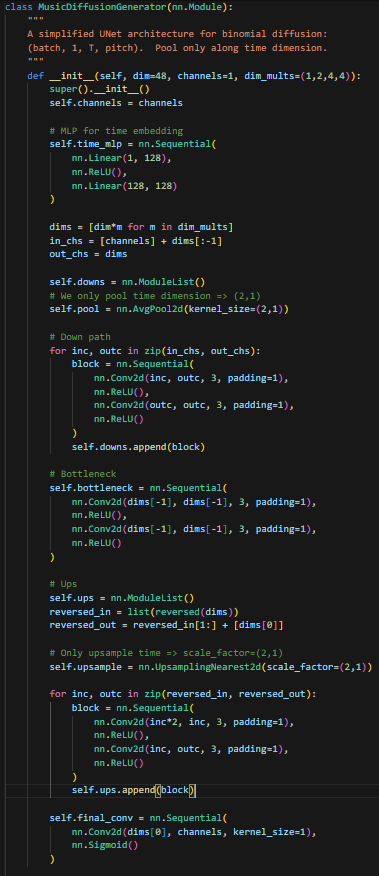 class MusicDiffusionGenerator(nn.Module):
    """
    A simplified UNet architecture for binomial diffusion:
    (batch, 1, T, pitch).  Pool only along time dimension.
    """
    def __init__(self, dim=48, channels=1, dim_mults=(1,2,4,4)):
        super().__init__()
        self.channels = channels

        # MLP for time embedding
        self.time_mlp = nn.Sequential(
            nn.Linear(1, 128),
            nn.ReLU(),
            nn.Linear(128, 128)
        )

        dims = [dim*m for m in dim_mults]
        in_chs = [channels] + dims[:-1]
        out_chs = dims

        self.downs = nn.ModuleList()
        # We only pool time dimension => (2,1)
        self.pool = nn.AvgPool2d(kernel_size=(2,1))

        # Down path
        for inc, outc in zip(in_chs, out_chs):
            block = nn.Sequential(
                nn.Conv2d(inc, outc, 3, padding=1),
                nn.ReLU(),
                nn.Conv2d(outc, outc, 3, padding=1),
                nn.ReLU()
            )
            self.downs.append(block)

        # Bottleneck
        self.bottleneck = nn.Sequential(
            nn.Conv2d(dims[-1], dims[-1], 3, padding=1),
            nn.ReLU(),
            nn.Conv2d(dims[-1], dims[-1], 3, padding=1),
            nn.ReLU()
        )

        # Ups
        self.ups = nn.ModuleList()
        reversed_in = list(reversed(dims))
        reversed_out = reversed_in[1:] + [dims[0]]

        # Only upsample time => scale_factor=(2,1)
        self.upsample = nn.UpsamplingNearest2d(scale_factor=(2,1))

        for inc, outc in zip(reversed_in, reversed_out):
            block = nn.Sequential(
                nn.Conv2d(inc*2, inc, 3, padding=1),
                nn.ReLU(),
                nn.Conv2d(inc, outc, 3, padding=1),
                nn.ReLU()
            )
            self.ups.append(block)

        self.final_conv = nn.Sequential(
            nn.Conv2d(dims[0], channels, kernel_size=1),
            nn.Sigmoid()
        )